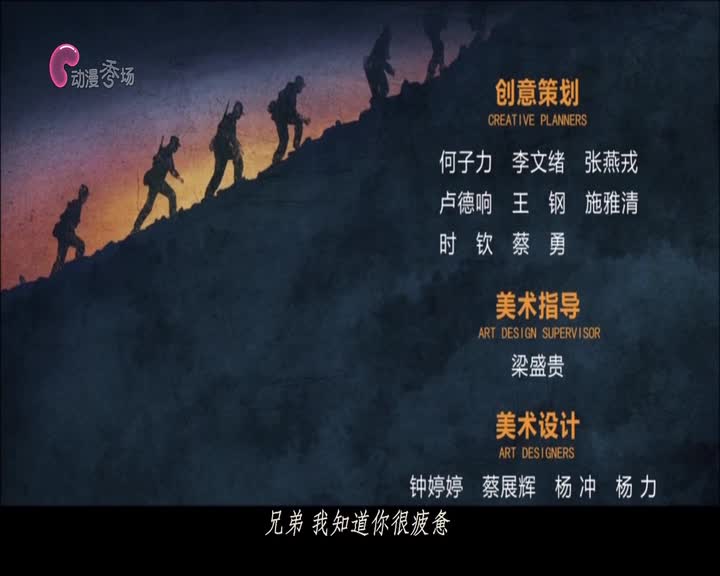 动漫秀场
创意策划
CREATIVE PLANNERS
何子力 李文绪 张燕戎
卢德响 王 钢 施雅清
时 钦 蔡 勇
美术指导
ART DESIGN SUPERVISOR
梁盛贵
美术设计
ART DESIGNERS
钟婷婷 蔡展辉 杨 冲 杨 力
兄弟 我知道你很疲惫